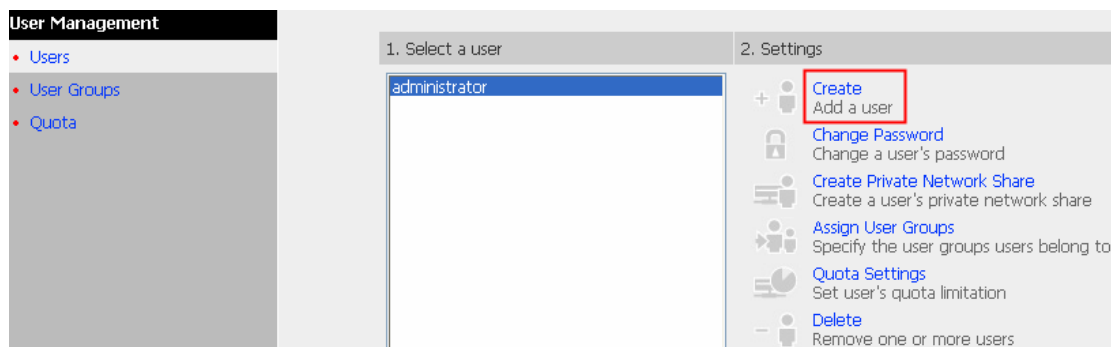 User Management
Users
User Groups
Quota
1. Select a user
administrator
2. Settings
Create
Add a user
Change Password
Change a user's password
Create Private Network Share
Create a user's private network share
Assign User Groups
Specify the user groups users belong to
Quota Settings
Set user's quota limitation
Delete
Remove one or more users